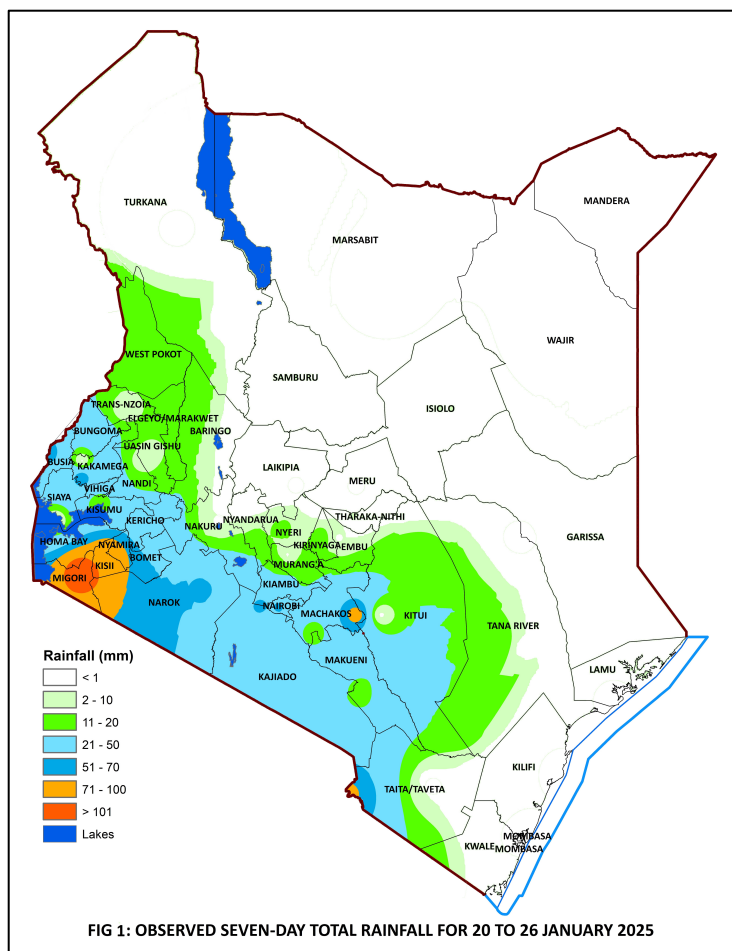 TURKANA
MANDERA
MARSABIT
WAJIR
WEST POKOT
SAMBURU
ISIOLO
TRANS-NZOIA
ELGEYO/MARAKWET
BUNGOMA
BARINGO
UASIN GISHU
BUSIA
KAKAMEGA
LAIKIPIA
NANDI
MERU
VIHIGA
SIAYA
KISUMU
THARAKA-NITHI
KERICHO
NAKURU
NYANDARUA
GARISSA
NYERI
HOMA BAY
NYAMIRA
KIRINYAGA
EMBU
BOMET
KISII
MURANG'A
MIGORI
KIAMBU
NAROK
NAIROBI
MACHAKOS
KITUI
TANA RIVER
MAKUENI
LAMU
KAJIADO
KILIFI
TAITA/TAVETA
MOMBASA
KWALE
MOMBASA
Rainfall (mm)
< 1
2 - 10
11 - 20
21 - 50
51 - 70
71 - 100
> 101
Lakes
FIG 1: OBSERVED SEVEN-DAY TOTAL RAINFALL FOR 20 TO 26 JANUARY 2025